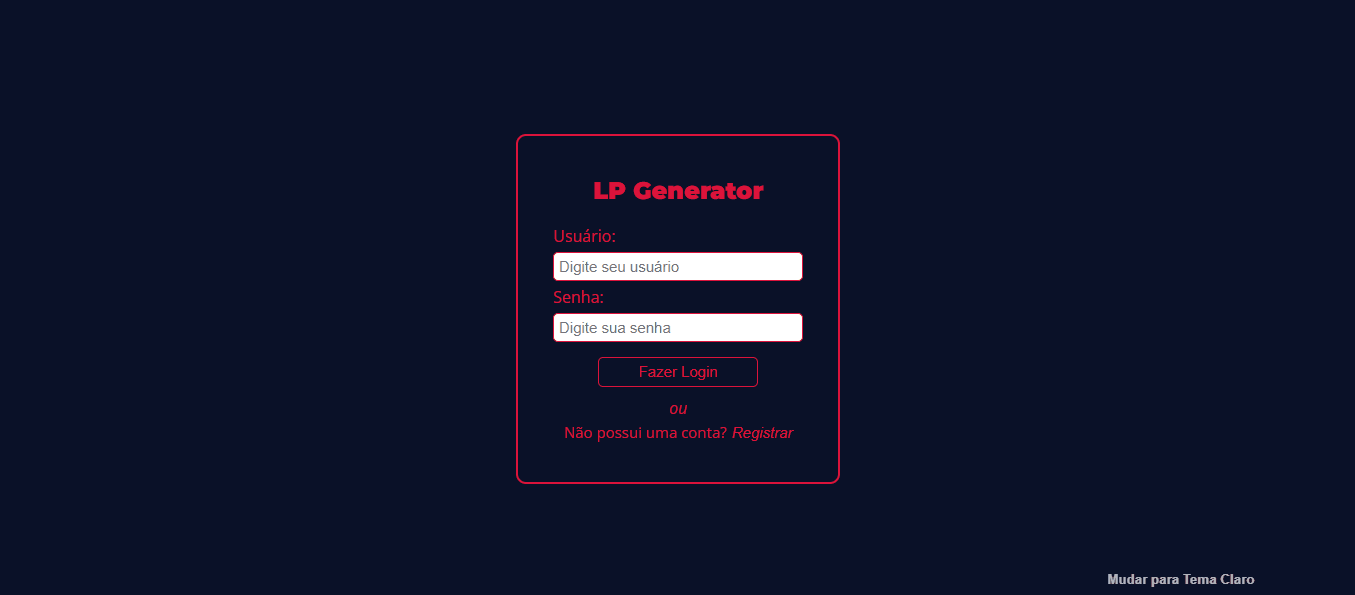 LP Generator
Usuário:
Digite seu usuário
Senha:
Digite sua senha
Fazer Login
ou
Não possui uma conta? Registrar
Mudar para Tema Claro